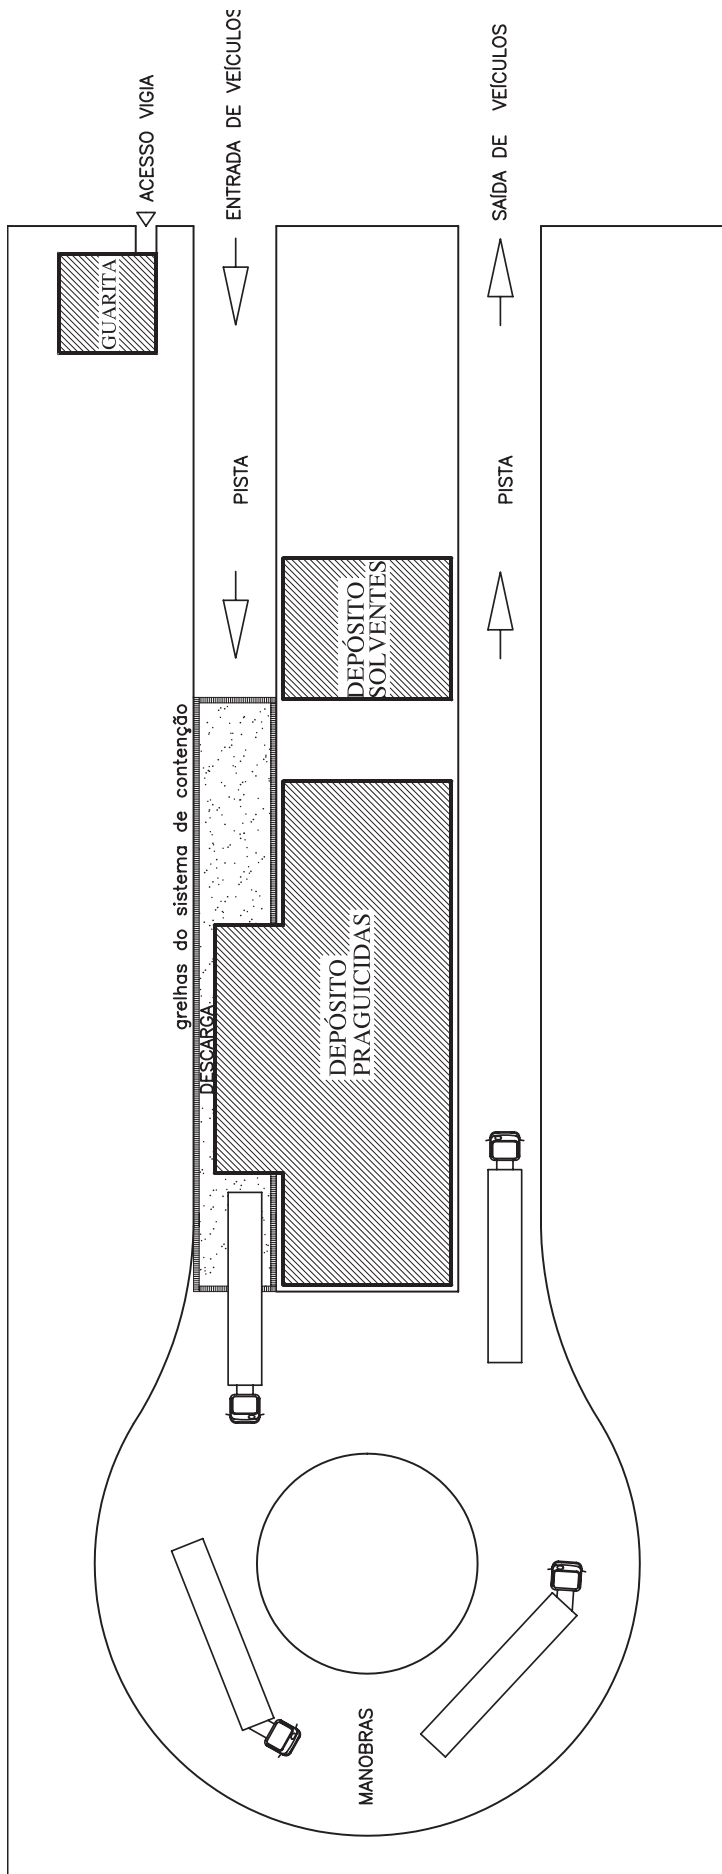 ACESSO VIGIA
ENTRADA DE VEÍCULOS
SAÍDA DE VEÍCULOS
GUARITA
PISTA
PISTA
DEPÓSITO
SOLVENTES
grelhas do sistema de contenção
DESCARGA
DEPÓSITO
PRAGUICIDAS
MANOBRAS